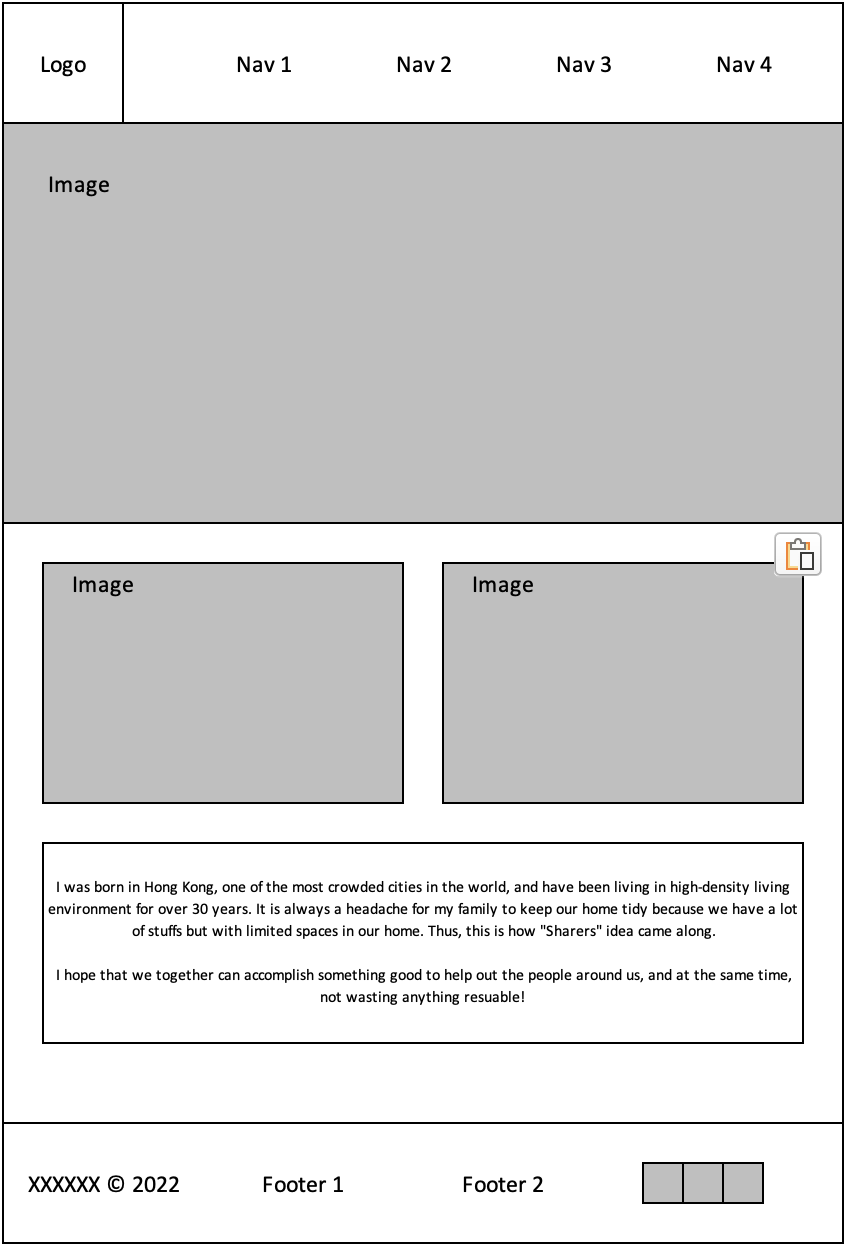 Logo
Nav 1
Nav 2
Nav 3
Nav 4
Image
Image
Image
I was born in Hong Kong, one of the most crowded cities in the world, and have been living in high-density living
environment for over 30 years. It is always a headache for my family to keep our home tidy because we have a lot
of stuffs but with limited spaces in our home. Thus, this is how "Sharers" idea came along.
I hope that we together can accomplish something good to help out the people around us, and at the same time,
not wasting anything resuable!
XXXXXX © 2022
Footer 1
Footer 2